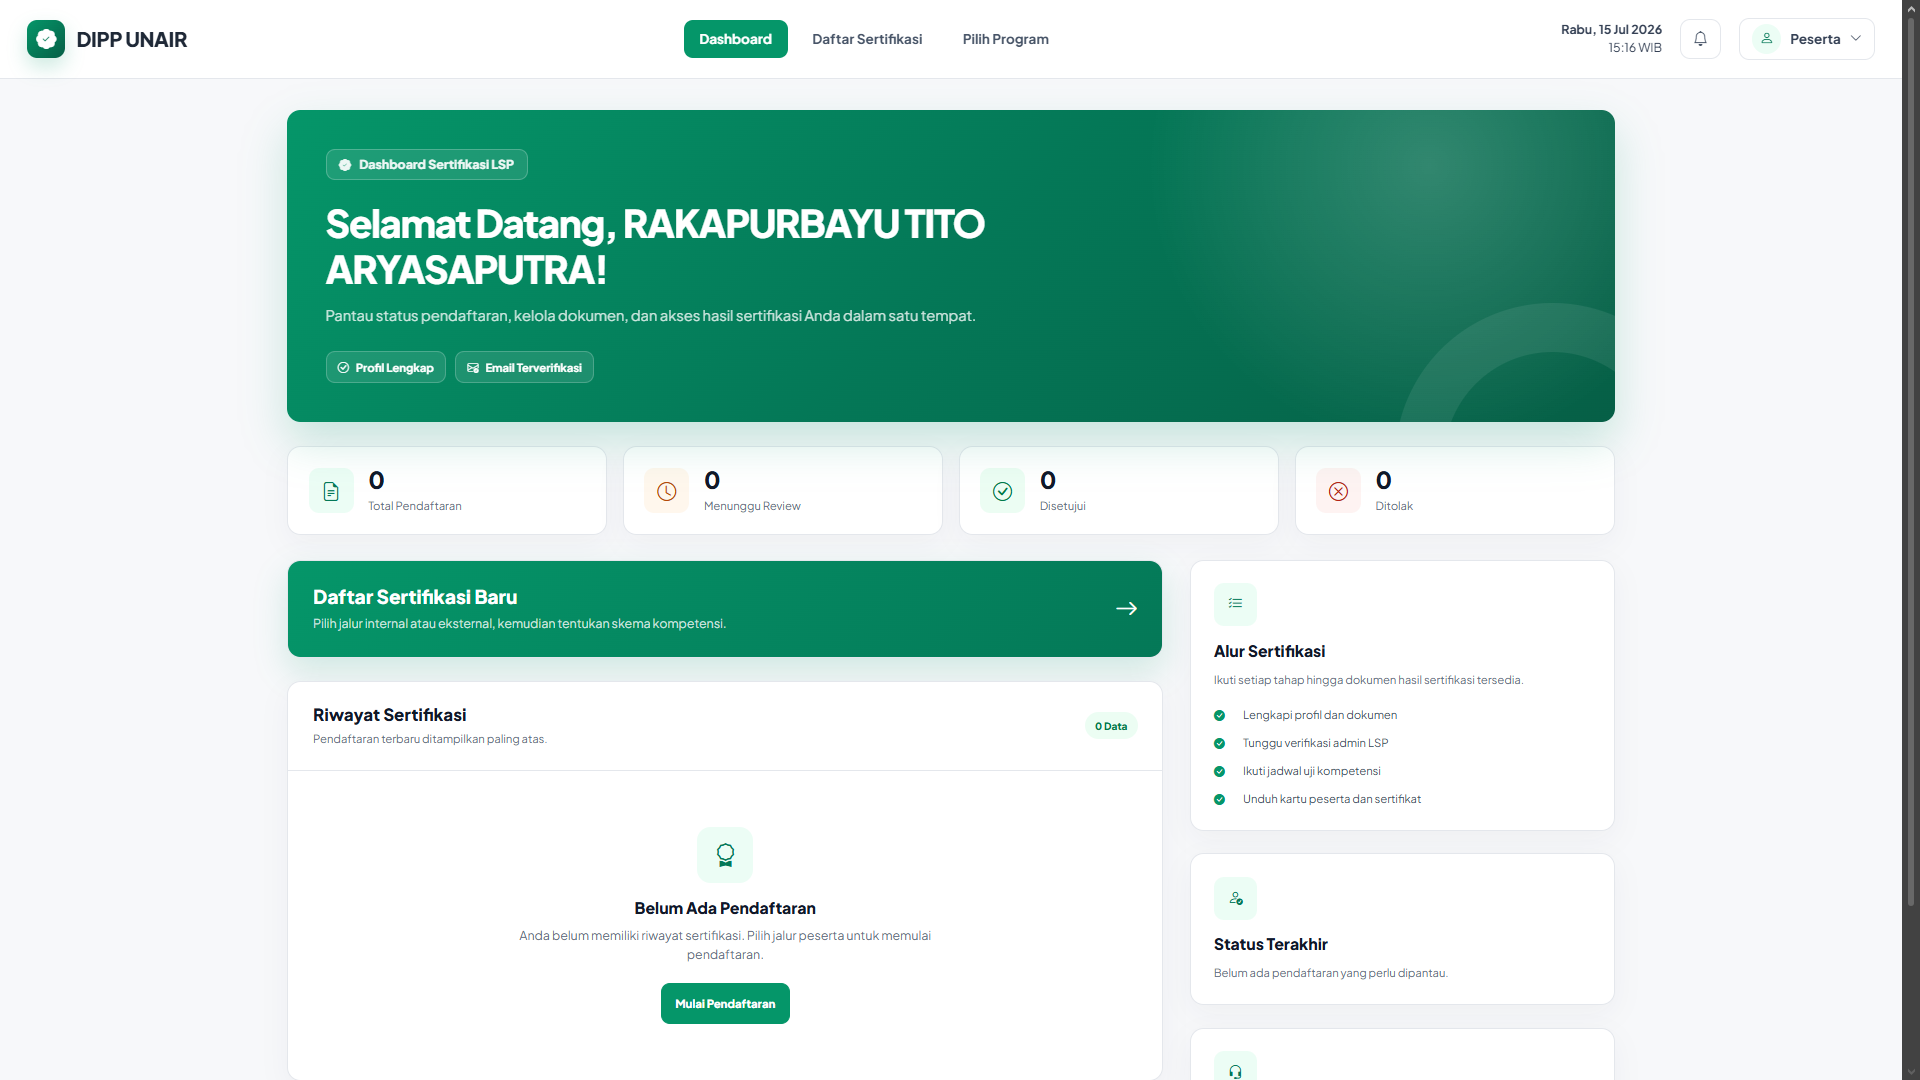 DIPP UNAIR
Dashboard
Daftar Sertifikasi
Pilih Program
Rabu, 15 Jul 2026
15:16 WIB
Peserta
Dashboard Sertifikasi LSP
Selamat Datang, RAKAPURBAYU TITO
ARYASAPUTRA!
Pantau status pendaftaran, kelola dokumen, dan akses hasil sertifikasi Anda dalam satu tempat.
Profil Lengkap
Email Terverifikasi
0
Total Pendaftaran
0
Menunggu Review
0
Disetujui
0
Ditolak
Daftar Sertifikasi Baru
Pilih jalur internal atau eksternal, kemudian tentukan skema kompetensi.
Riwayat Sertifikasi
Pendaftaran terbaru ditampilkan paling atas.
0 Data
Belum Ada Pendaftaran
Anda belum memiliki riwayat sertifikasi. Pilih jalur peserta untuk memulai
pendaftaran.
Mulai Pendaftaran
Alur Sertifikasi
Ikuti setiap tahap hingga dokumen hasil sertifikasi tersedia.
Lengkapi profil dan dokumen
Tunggu verifikasi admin LSP
Ikuti jadwal uji kompetensi
Unduh kartu peserta dan sertifikat
Status Terakhir
Belum ada pendaftaran yang perlu dipantau.